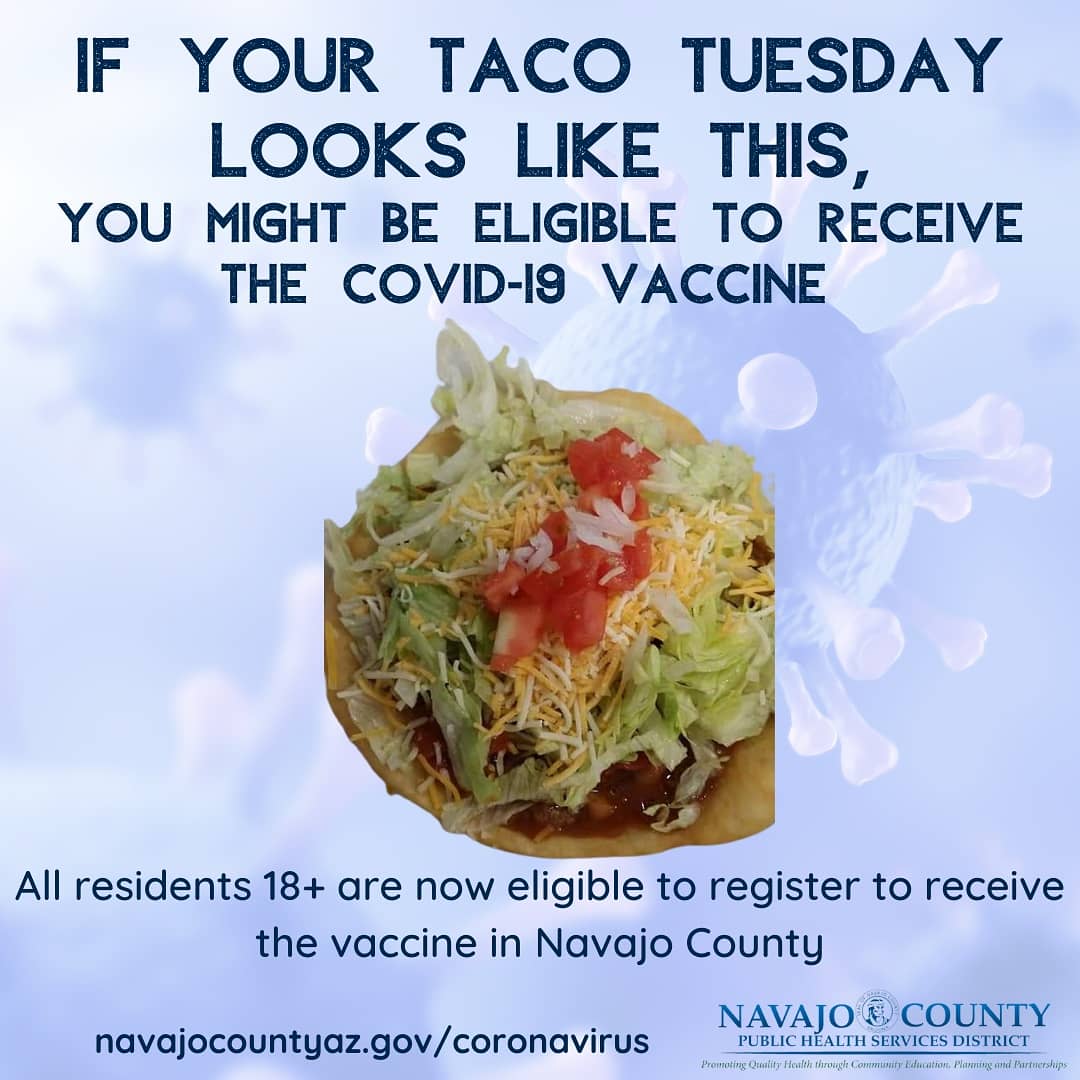 IF YOUR TACO TUESDAY
LOOKS LIKE THIS,
YOU MIGHT BE ELIGIBLE TO RECEIVE
THE COVID-19 VACCINE
All residents 18+ are now eligible to register to receive
the vaccine in Navajo County
navajocountyaz.gov/coronavirus
NAVAJO COUNTY
PUBLIC HEALTH SERVICES DISTRICT
Promoting Quality Health through Community Education, Planning and Partnerships